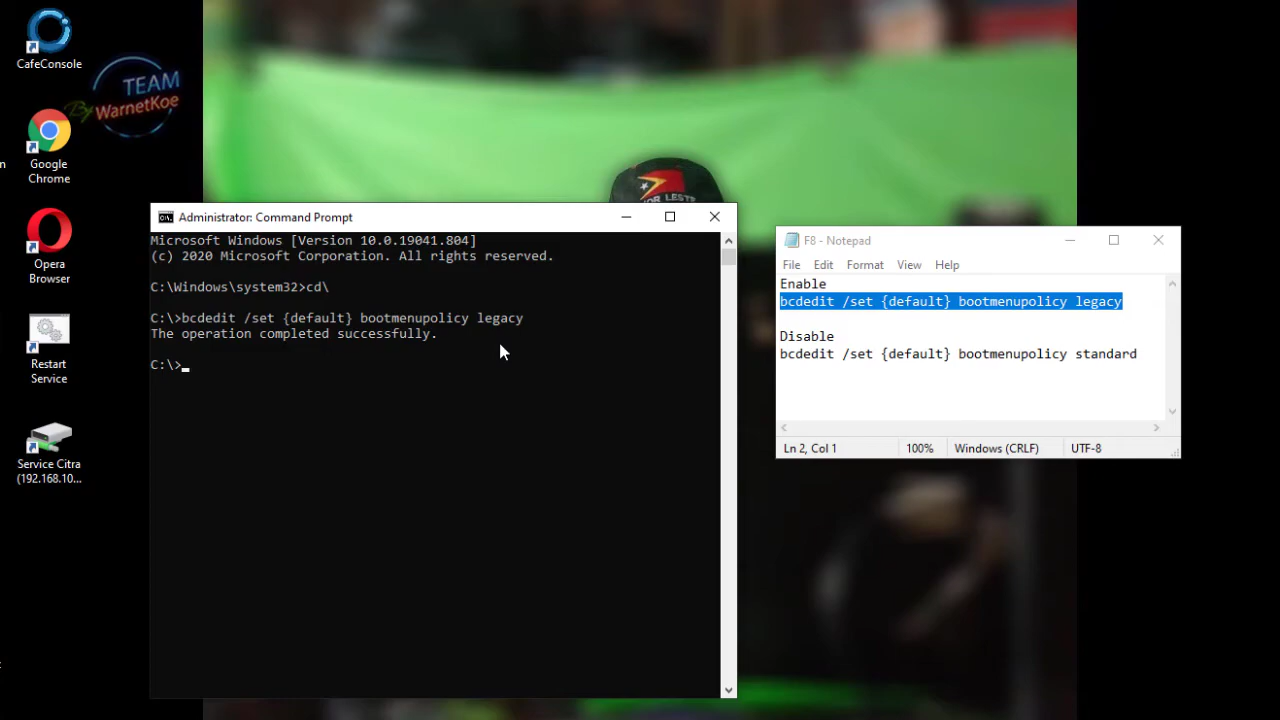 CafeConsole
TEAM
By WarnetKoe
Google
Chrome
Opera
Browser
Restart
Service
Service Citra
(192.168.10...
Administrator: Command Prompt
Microsoft Windows [Version 10.0.19041.804]
(c) 2020 Microsoft Corporation. All rights reserved.
C:\Windows\system32>cd\
C:\>bcdedit /set {default} bootmenupolicy legacy
The operation completed successfully.
C:\>
F8 - Notepad
File Edit Format View Help
Enable
bcdedit /set {default} bootmenupolicy legacy
Disable
bcdedit /set {default} bootmenupolicy standard
Ln 2, Col 1 100% Windows (CRLF) UTF-8